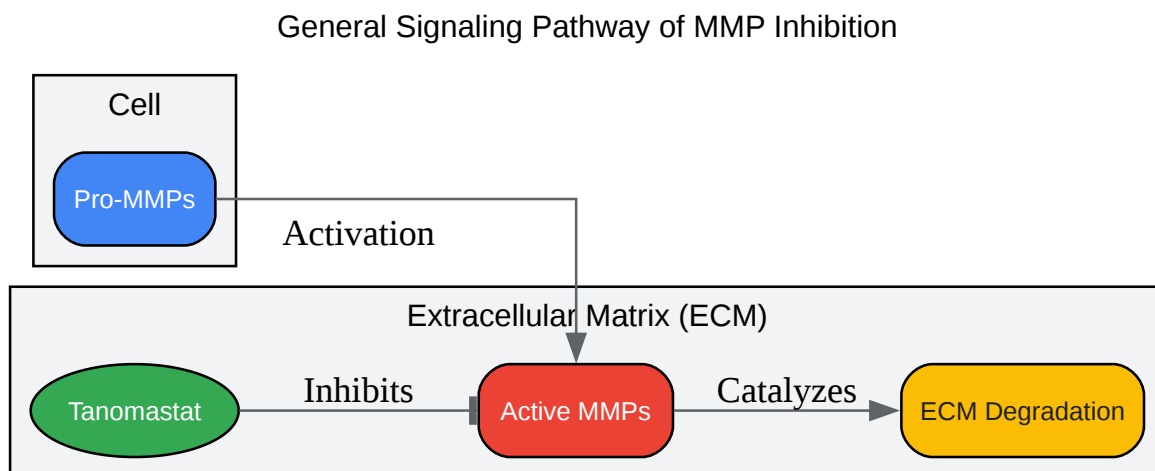 General Signaling Pathway of MMP Inhibition
Cell
Pro-MMPs
Activation
Extracellular Matrix (ECM)
Tanomastat
Inhibits
Active MMPs
Catalyzes
ECM Degradation